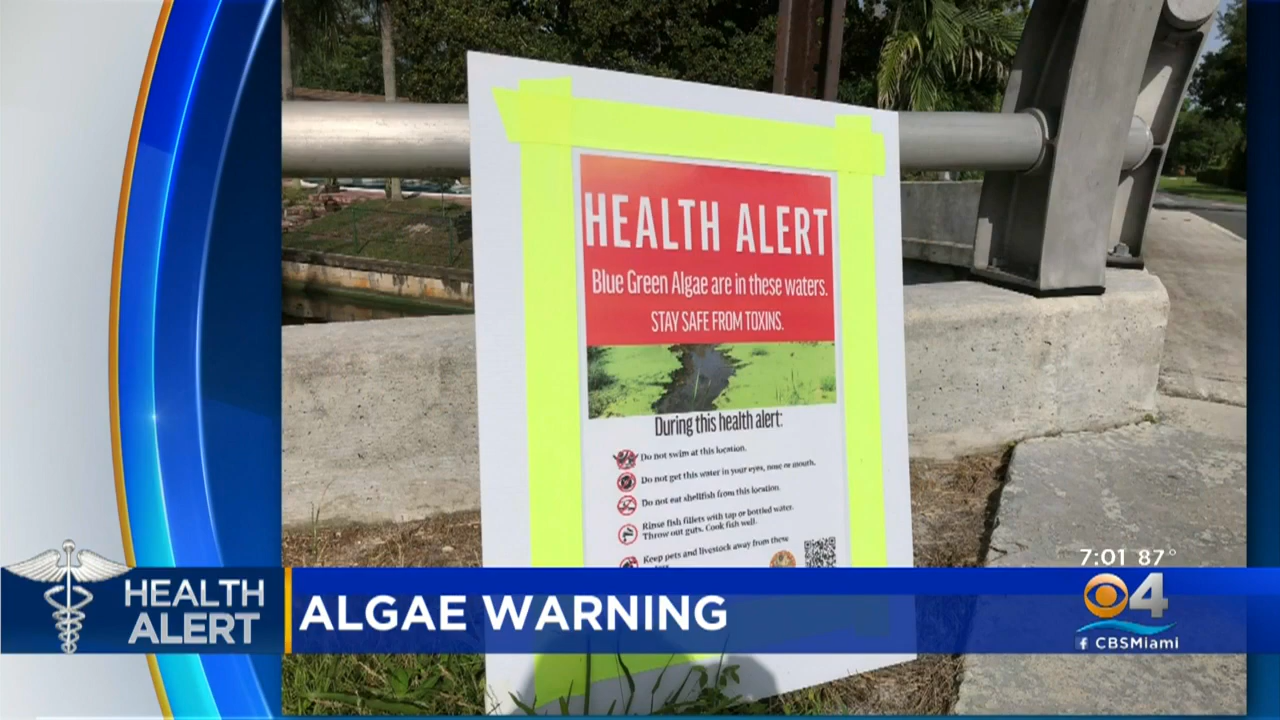 HEALTH ALERT
Blue Green Algae are in these waters.
STAY SAFE FROM TOXINS.
During this health alert:
Do not swim at this location.
Do not get this water in your eyes, nose or mouth.
Do not eat shellfish from this location.
Rinse fish fillets with tap or bottled water.
Throw out guts. Cook fish well.
Keep pets and livestock away from these
7:01 87°
4
HEALTH
ALERT
ALGAE WARNING
f CBSMiami